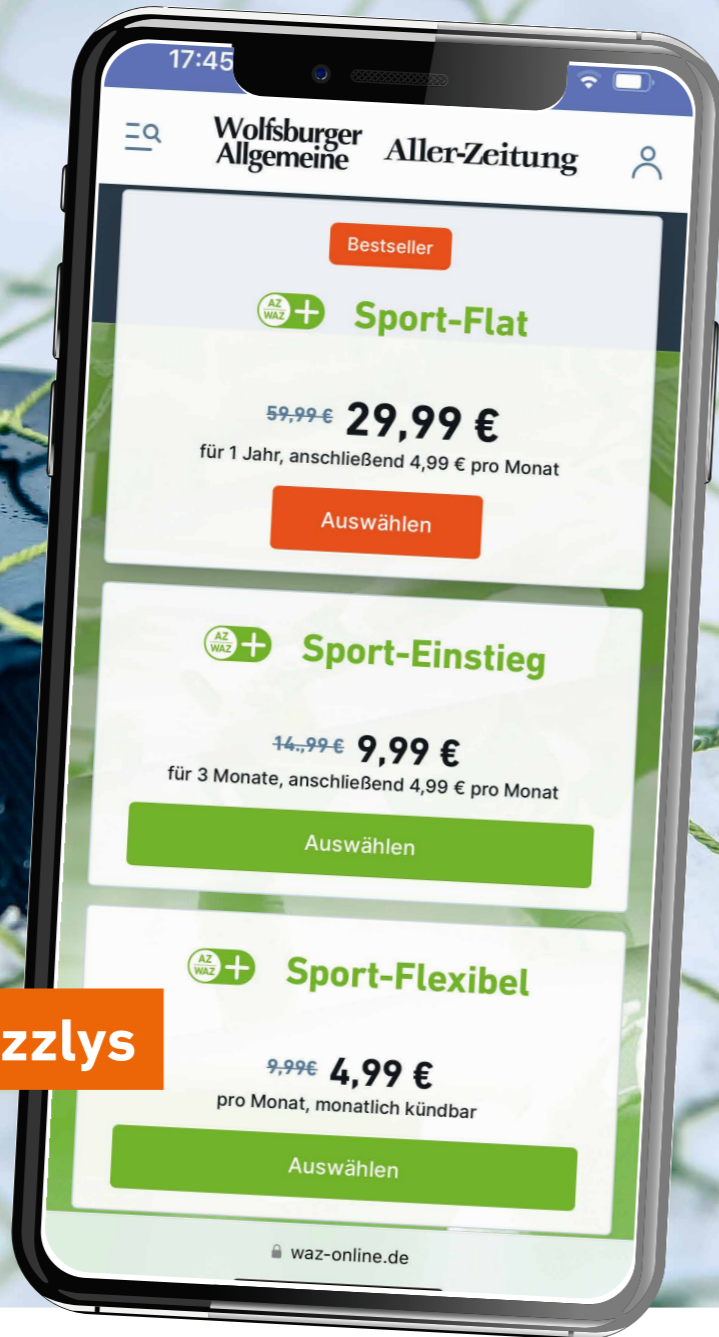 17:45
Wolfsburger
Allgemeine
Aller-Zeitung
Bestseller
AZ
WAZ
+ Sport-Flat
59,99 € 29,99 €
für 1 Jahr, anschließend 4,99 € pro Monat
Auswählen
AZ
WAZ
+ Sport-Einstieg
14.,99 € 9,99 €
für 3 Monate, anschließend 4,99 € pro Monat
Auswählen
AZ
WAZ
+ Sport-Flexibel
zzlys
9,99€ 4,99 €
pro Monat, monatlich kündbar
Auswählen
waz-online.de